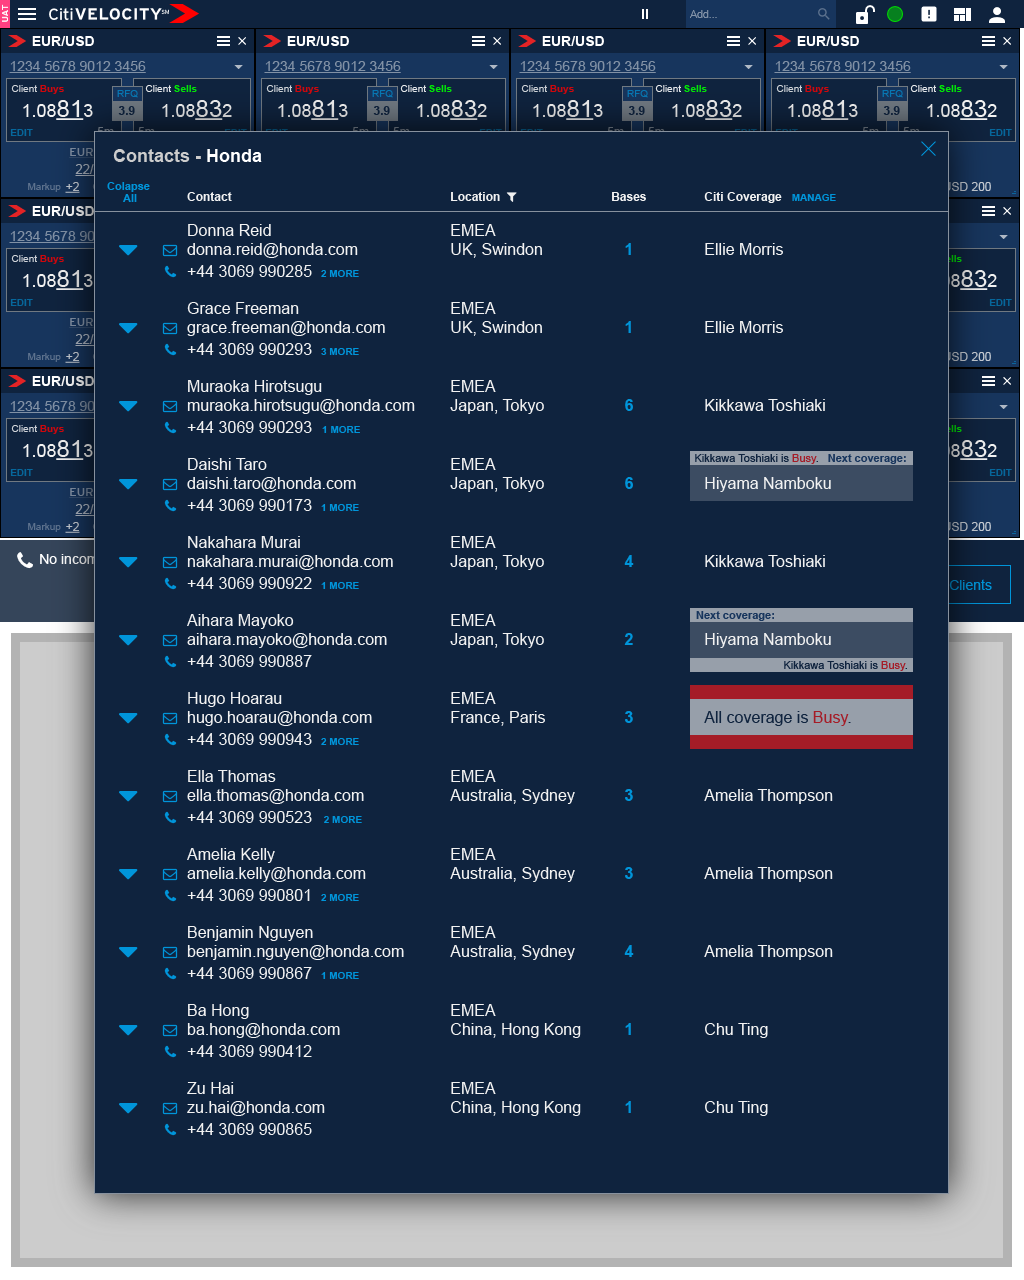 UAT
CitiVELOCITY SM
Add...
EUR/USD EUR/USD EUR/USD EUR/USD
1234 5678 9012 3456 1234 5678 9012 3456 1234 5678 9012 3456 1234 5678 9012 3456
Client Buys RFQ Client Sells Client Buys RFQ Client Sells Client Buys RFQ Client Sells Client Buys RFQ Client Sells
1.08813 3.9 1.08832 1.08813 3.9 1.08832 1.08813 3.9 1.08832 1.08813 3.9 1.08832
EDIT EDIT
EUR
22/
Markup +2
USD 200
EUR/USD
1234 5678 90
Client Buys
1.08813
832
EDIT EDIT
EUR
22/
Markup +2
USD 200
EUR/USD
1234 5678 90
Client Buys
1.08813
832
EDIT EDIT
EUR
22/
Markup +2
USD 200
No incom
Clients
Contacts - Honda
Colapse
All
Contact Location Bases Citi Coverage MANAGE
Donna Reid EMEA
donna.reid@honda.com UK, Swindon 1 Ellie Morris
+44 3069 990285 2 MORE
Grace Freeman EMEA
grace.freeman@honda.com UK, Swindon 1 Ellie Morris
+44 3069 990293 3 MORE
Muraoka Hirotsugu EMEA
muraoka.hirotsugu@honda.com Japan, Tokyo 6 Kikkawa Toshiaki
+44 3069 990293 1 MORE
Daishi Taro EMEA Kikkawa Toshiaki is Busy. Next coverage:
daishi.taro@honda.com Japan, Tokyo 6 Hiyama Namboku
+44 3069 990173 1 MORE
Nakahara Murai EMEA
nakahara.murai@honda.com Japan, Tokyo 4 Kikkawa Toshiaki
+44 3069 990922 1 MORE
Aihara Mayoko EMEA Next coverage:
aihara.mayoko@honda.com Japan, Tokyo 2 Hiyama Namboku
+44 3069 990887 Kikkawa Toshiaki is Busy.
Hugo Hoarau EMEA
hugo.hoarau@honda.com France, Paris 3 All coverage is Busy.
+44 3069 990943 2 MORE
Ella Thomas EMEA
ella.thomas@honda.com Australia, Sydney 3 Amelia Thompson
+44 3069 990523 2 MORE
Amelia Kelly EMEA
amelia.kelly@honda.com Australia, Sydney 3 Amelia Thompson
+44 3069 990801 2 MORE
Benjamin Nguyen EMEA
benjamin.nguyen@honda.com Australia, Sydney 4 Amelia Thompson
+44 3069 990867 1 MORE
Ba Hong EMEA
ba.hong@honda.com China, Hong Kong 1 Chu Ting
+44 3069 990412
Zu Hai EMEA
zu.hai@honda.com China, Hong Kong 1 Chu Ting
+44 3069 990865